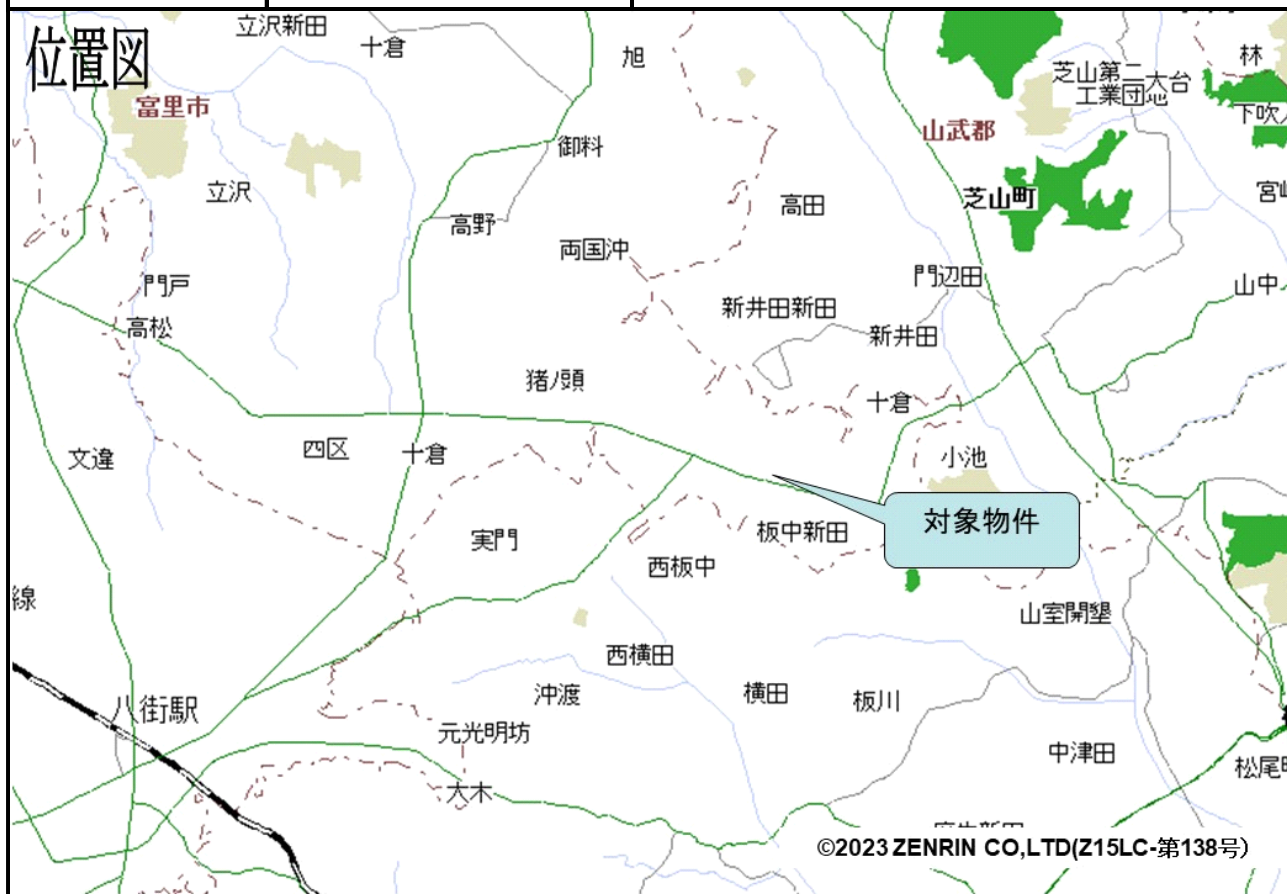 位置図
立沢新田
十倉
旭
林
芝山第二
工業団地
大台
下吹
富里市
山武郡
御料
立沢
高野
高田
芝山町
両国沖
門辺田
門戸
山中
新井田新田
高松
新井田
猪ノ頭
十倉
四区
十倉
文違
小池
対象物件
実門
板中新田
西板中
線
山室開墾
西横田
沖渡
横田
板川
八街駅
元光明坊
中津田
松尾
大木
©2023 ZENRIN CO,LTD(Z15LC-第138号)